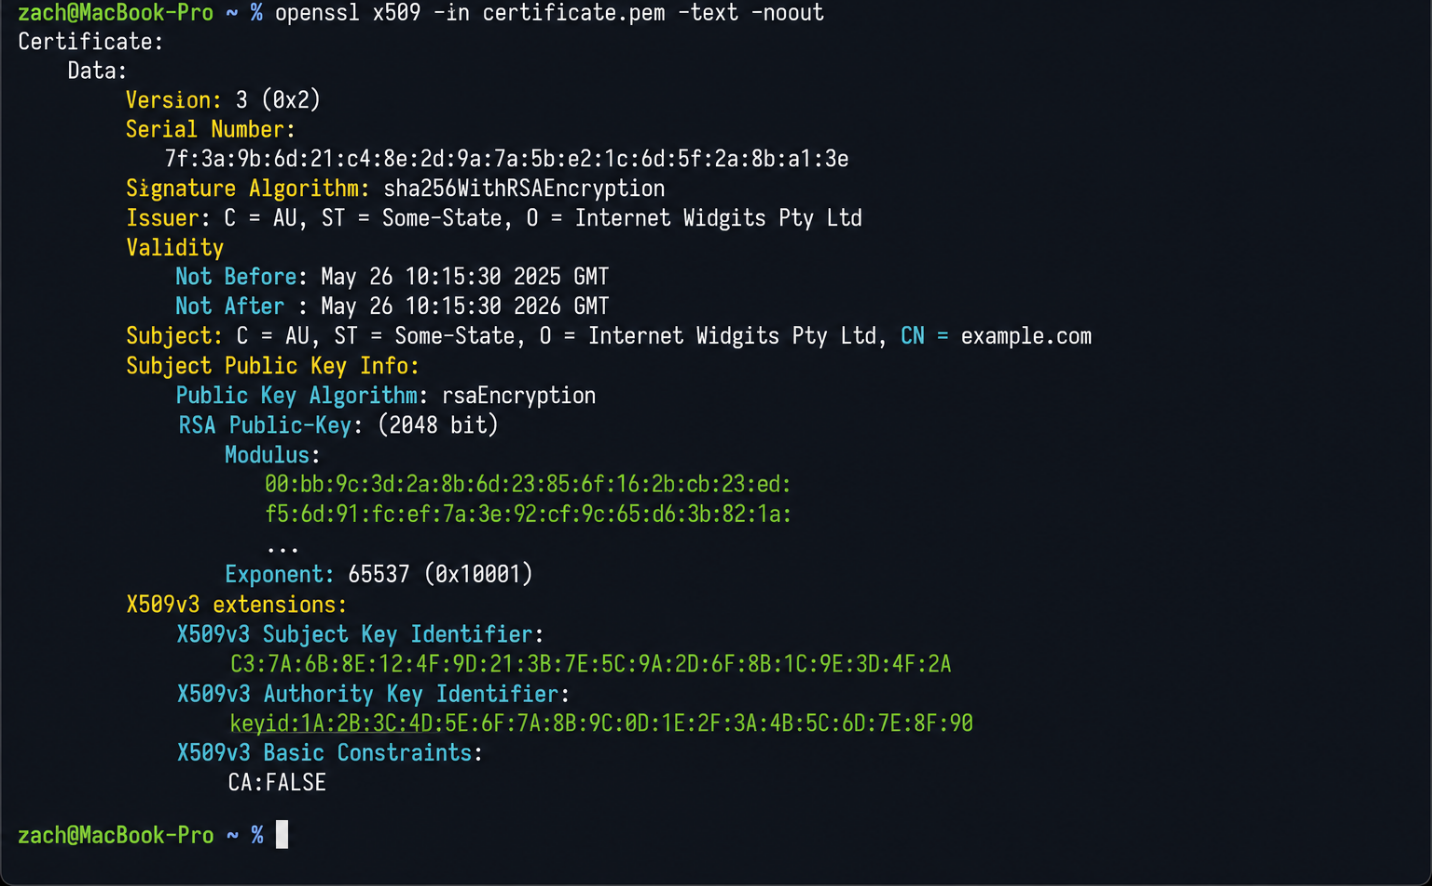 zach@MacBook-Pro ~ % openssl x509 -in certificate.pem -text -noout
Certificate:
Data:
Version: 3 (0x2)
Serial Number:
7f:3a:9b:6d:21:c4:8e:2d:9a:7a:5b:e2:1c:6d:5f:2a:8b:a1:3e
Signature Algorithm: sha256WithRSAEncryption
Issuer: C = AU, ST = Some-State, O = Internet Widgits Pty Ltd
Validity
Not Before: May 26 10:15:30 2025 GMT
Not After : May 26 10:15:30 2026 GMT
Subject: C = AU, ST = Some-State, O = Internet Widgits Pty Ltd, CN = example.com
Subject Public Key Info:
Public Key Algorithm: rsaEncryption
RSA Public-Key: (2048 bit)
Modulus:
00:bb:9c:3d:2a:8b:6d:23:85:6f:16:2b:cb:23:ed:
f5:6d:91:fc:ef:7a:3e:92:cf:9c:65:d6:3b:82:1a:
...
Exponent: 65537 (0x10001)
X509v3 extensions:
X509v3 Subject Key Identifier:
C3:7A:6B:8E:12:4F:9D:21:3B:7E:5C:9A:2D:6F:8B:1C:9E:3D:4F:2A
X509v3 Authority Key Identifier:
keyid:1A:2B:3C:4D:5E:6F:7A:8B:9C:0D:1E:2F:3A:4B:5C:6D:7E:8F:90
X509v3 Basic Constraints:
CA:FALSE
zach@MacBook-Pro ~ %